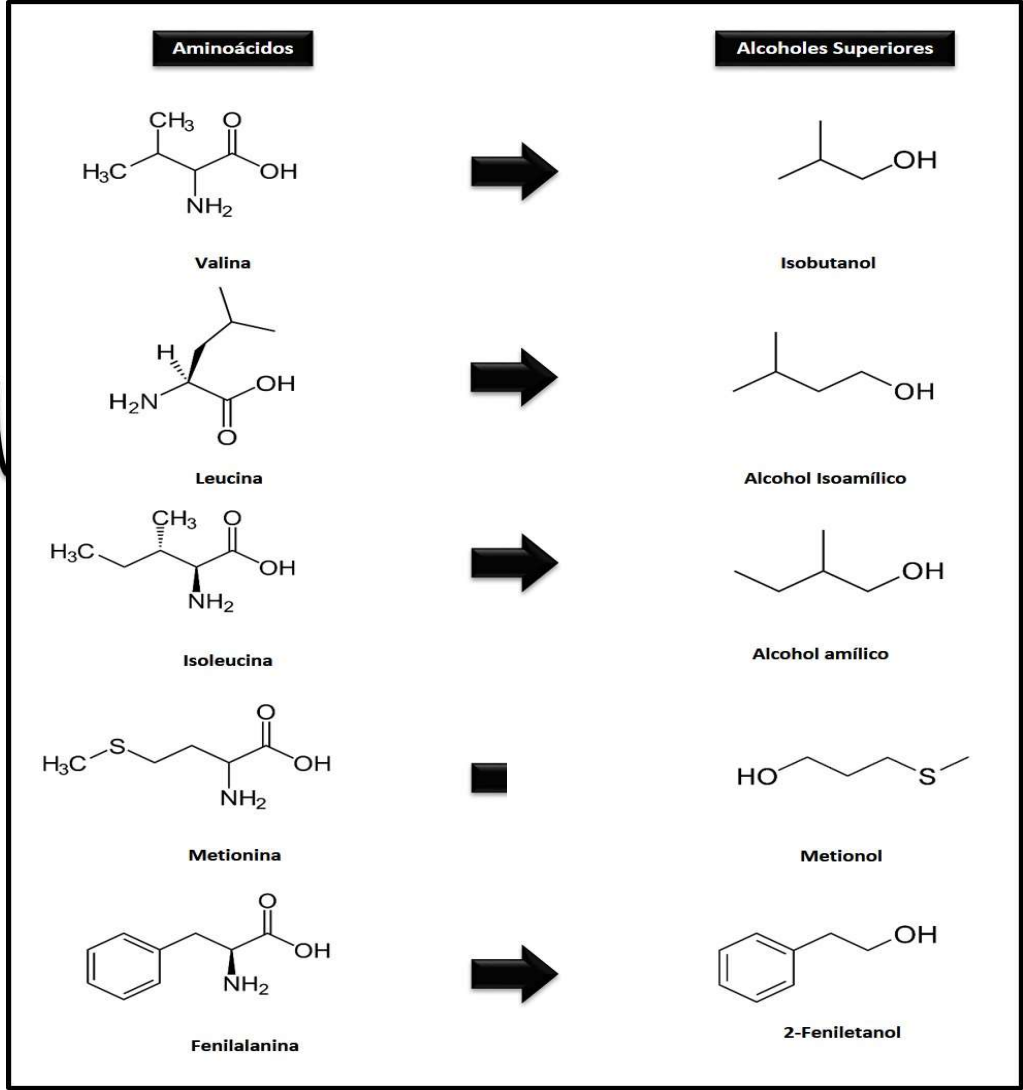 Aminoácidos
Alcoholes Superiores
CH3
O
H3C
OH
NH2
OH
Valina
Isobutanol
H
OH
H2N
O
OH
Leucina
Alcohol Isoamílico
CH3
O
H3C
OH
NH2
OH
Isoleucina
Alcohol amílico
O
S
H3C
OH
NH2
HO
S
Metionina
Metionol
O
OH
NH2
OH
Fenilalanina
2-Feniletanol